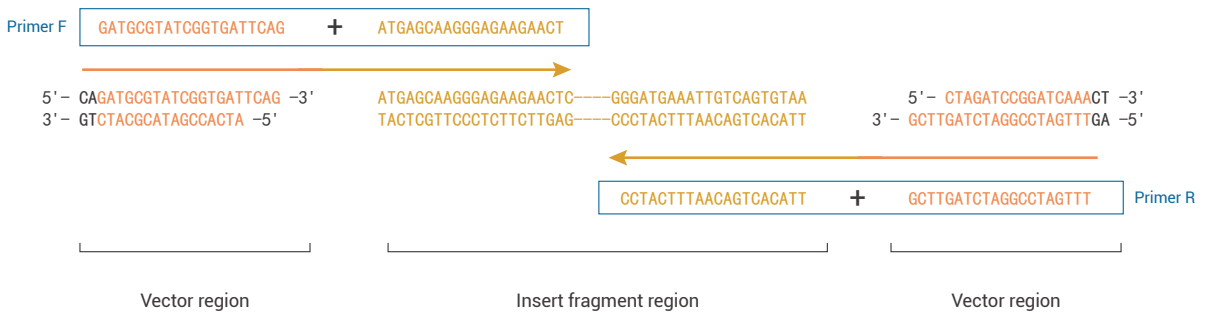 Primer F GATGCGTATCGGTGATTCAG + ATGAGCAAGGGAGAAGAACT
5'- CAGATGCGTATCGGTGATTCAG -3' ATGAGCAAGGGAGAAGAACTC----GGGATGAAATTGTCAGTGTAA 5'- CTAGATCCGGATCAAACT -3'
3'- GTCTACGCATAGCCACTA -5' TACTCGTTCCCTCTTCTTGAG----CCCTACTTTAACAGTCACATT 3'- GCTTGATCTAGGCCTAGTTTGA -5'
CCTACTTTAACAGTCACATT + GCTTGATCTAGGCCTAGTTT Primer R
Vector region Insert fragment region Vector region